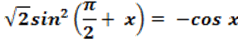 √2sin²(π/2 + x) = −cos x